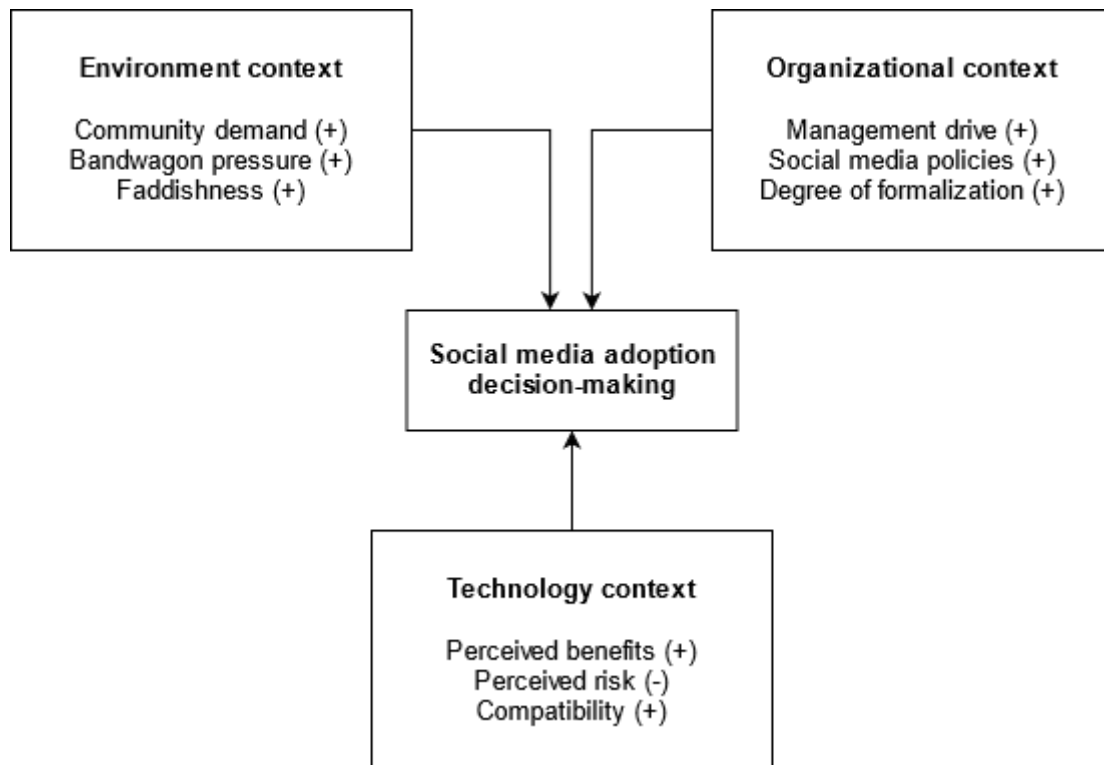 Environment context
Community demand (+)
Bandwagon pressure (+)
Faddishness (+)
Organizational context
Management drive (+)
Social media policies (+)
Degree of formalization (+)
Social media adoption
decision-making
Technology context
Perceived benefits (+)
Perceived risk (-)
Compatibility (+)